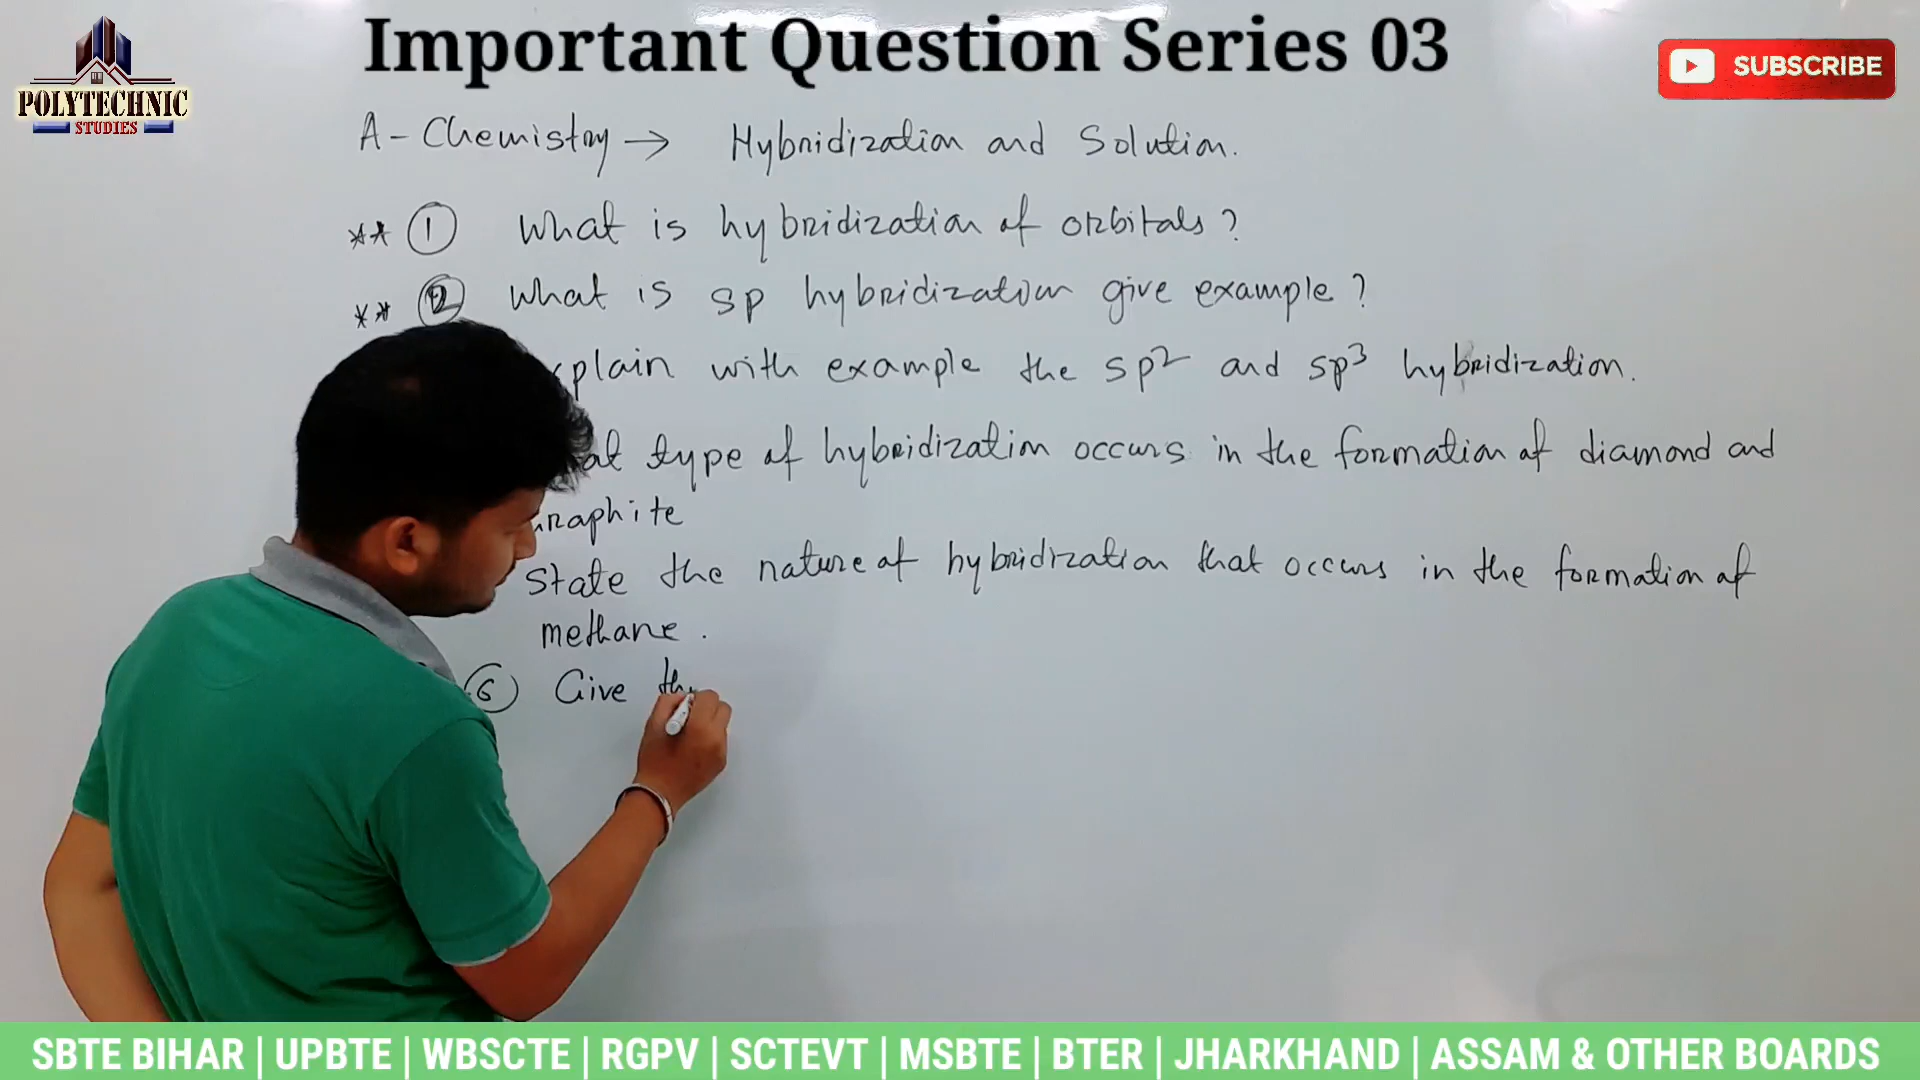 Important Question Series 03
POLYTECHNIC
STUDIES
SUBSCRIBE
A - Chemistry → Hybridization and Solution.
** 1 What is hybridization of orbitals?
** 2 What is sp hybridization give example?
plain with example the sp2 and sp3 hybridization.
at type of hybridization occurs in the formation of diamond and
raphite
State the nature of hybridization that occurs in the formation of
methane.
6 Give th
SBTE BIHAR | UPBTE | WBSCTE | RGPV | SCTEVT | MSBTE | BTER | JHARKHAND | ASSAM & OTHER BOARDS